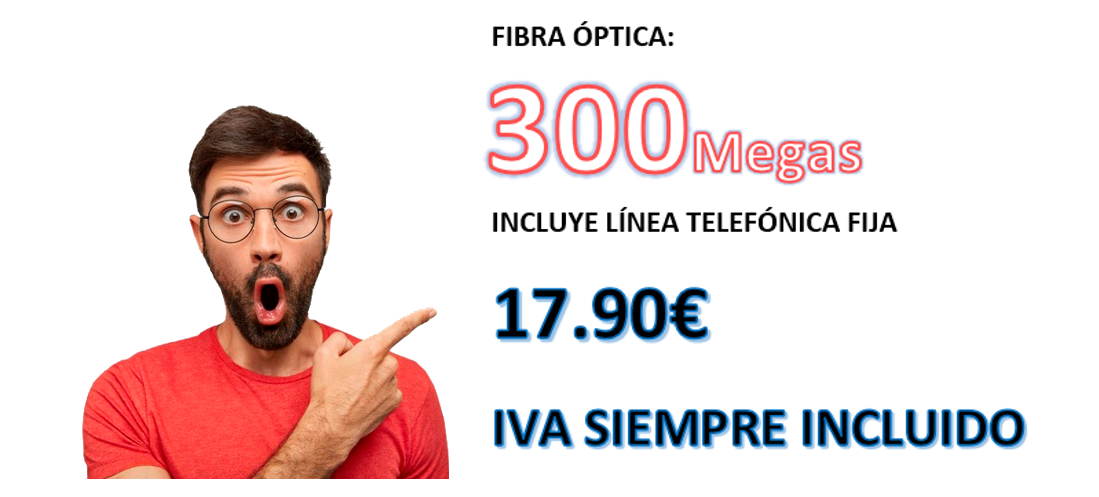 FIBRA ÓPTICA:
300Megas
INCLUYE LÍNEA TELEFÓNICA FIJA
17.90€
IVA SIEMPRE INCLUIDO